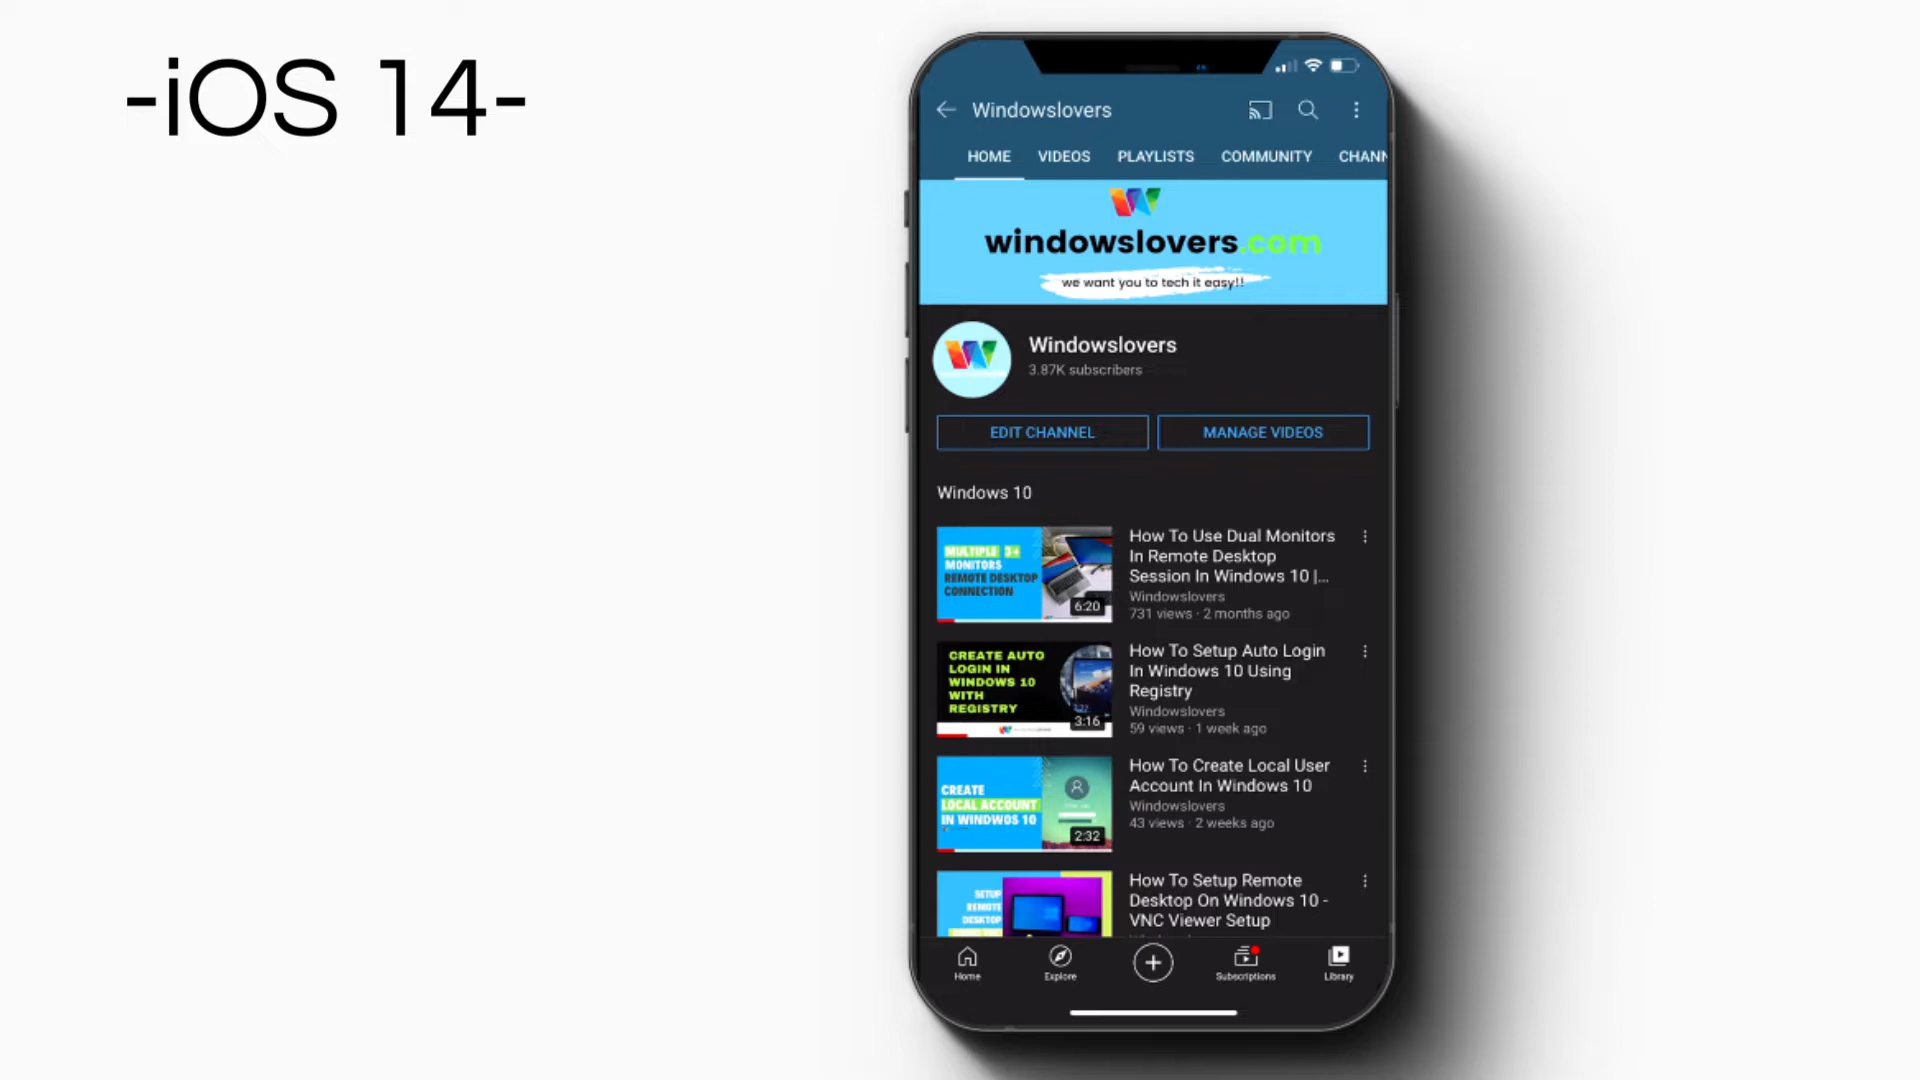 -iOS 14-
Windowslovers
HOME VIDEOS PLAYLISTS COMMUNITY CHANN
windowslovers.com
we want you to tech it easy!!
Windowslovers
3.87K subscribers
EDIT CHANNEL MANAGE VIDEOS
Windows 10
MULTIPLE 3+
MONITORS
REMOTE DESKTOP
CONNECTION
6:20
How To Use Dual Monitors
In Remote Desktop
Session In Windows 10 |...
Windowslovers
731 views · 2 months ago
CREATE AUTO
LOGIN IN
WINDOWS 10
WITH
REGISTRY
3:16
How To Setup Auto Login
In Windows 10 Using
Registry
Windowslovers
59 views · 1 week ago
CREATE
LOCAL ACCOUNT
IN WINDWOS 10
2:32
How To Create Local User
Account In Windows 10
Windowslovers
43 views · 2 weeks ago
SETUP
REMOTE
DESKTOP
How To Setup Remote
Desktop On Windows 10 -
VNC Viewer Setup
Home Explore Subscriptions Library